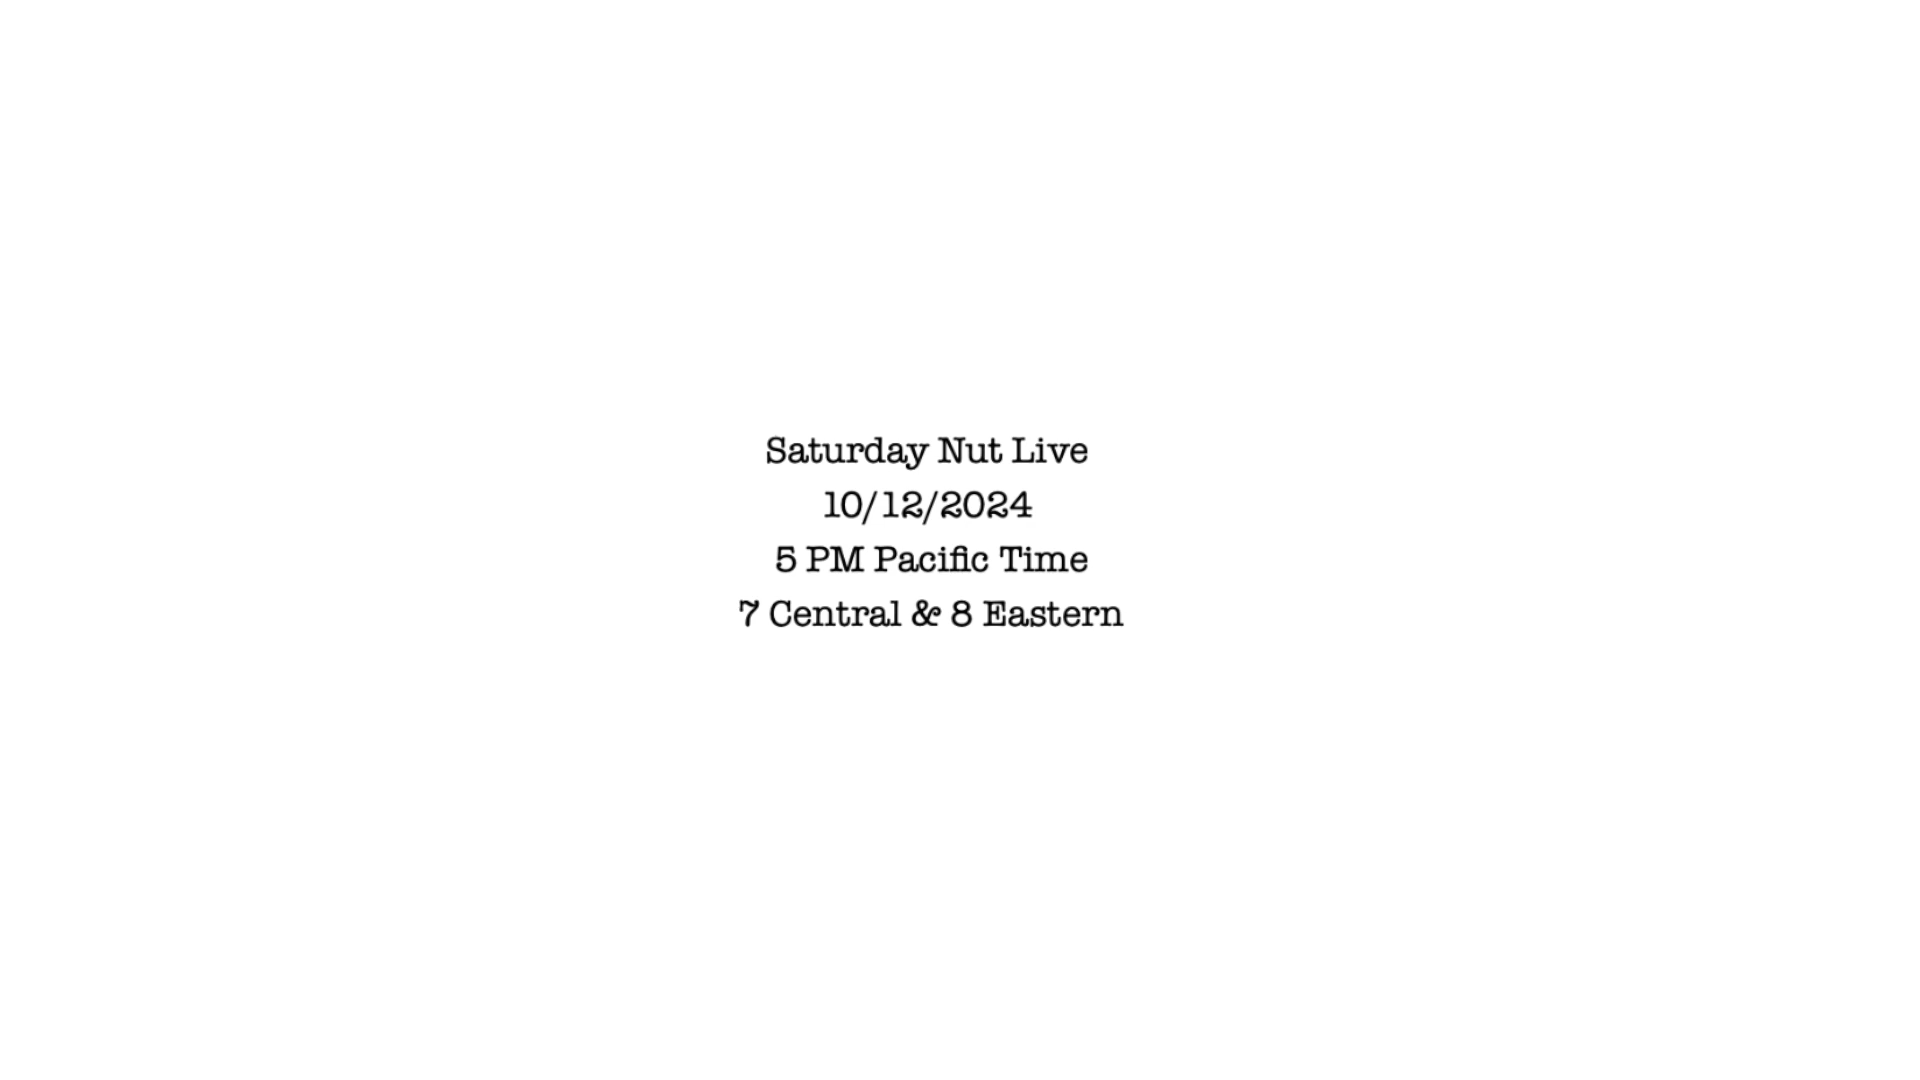 Saturday Nut Live
10/12/2024
5 PM Pacific Time
7 Central & 8 Eastern